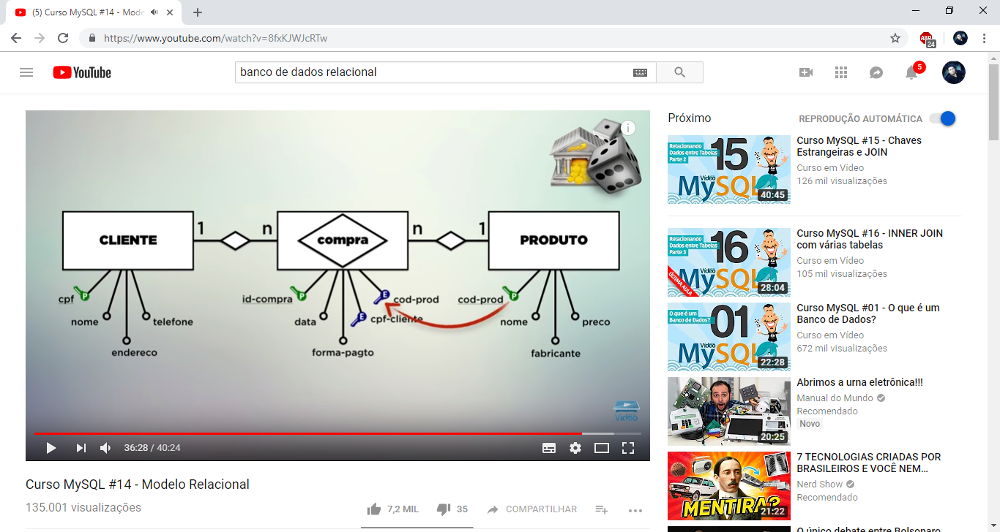 (5) Curso MySQL #14 - Mode
https://www.youtube.com/watch?v=8fxKJWJcRTw
ABP
24
YouTube
banco de dados relacional
5
CLIENTE
1
n
compra
n
1
PRODUTO
cpf
P
nome
endereco
telefone
id-compra
P
data
forma-pagto
E
cpf-cliente
E
cod-prod
cod-prod
P
nome
fabricante
preco
Vídeo
36:28 / 40:24
Curso MySQL #14 - Modelo Relacional
135.001 visualizações
7,2 MIL
35
COMPARTILHAR
Próximo
REPRODUÇÃO AUTOMÁTICA
Relacionando
Dados entre Tabelas
Parte 2
15
Vídeo
MySQL
40:45
Curso MySQL #15 - Chaves
Estrangeiras e JOIN
Curso em Vídeo
126 mil visualizações
Relacionando
Dados entre Tabelas
Parte 3
16
ÚLTIMA AULA
Vídeo
MySQL
28:04
Curso MySQL #16 - INNER JOIN
com várias tabelas
Curso em Vídeo
105 mil visualizações
O que é um
Banco de Dados?
01
Vídeo
MySQL
22:28
Curso MySQL #01 - O que é um
Banco de Dados?
Curso em Vídeo
672 mil visualizações
20:25
Abrimos a urna eletrônica!!!
Manual do Mundo
Recomendado
Novo
MENTIRA?
21:22
7 TECNOLOGIAS CRIADAS POR
BRASILEIROS E VOCÊ NEM...
Nerd Show
Recomendado
O único debate entre Bolsonaro